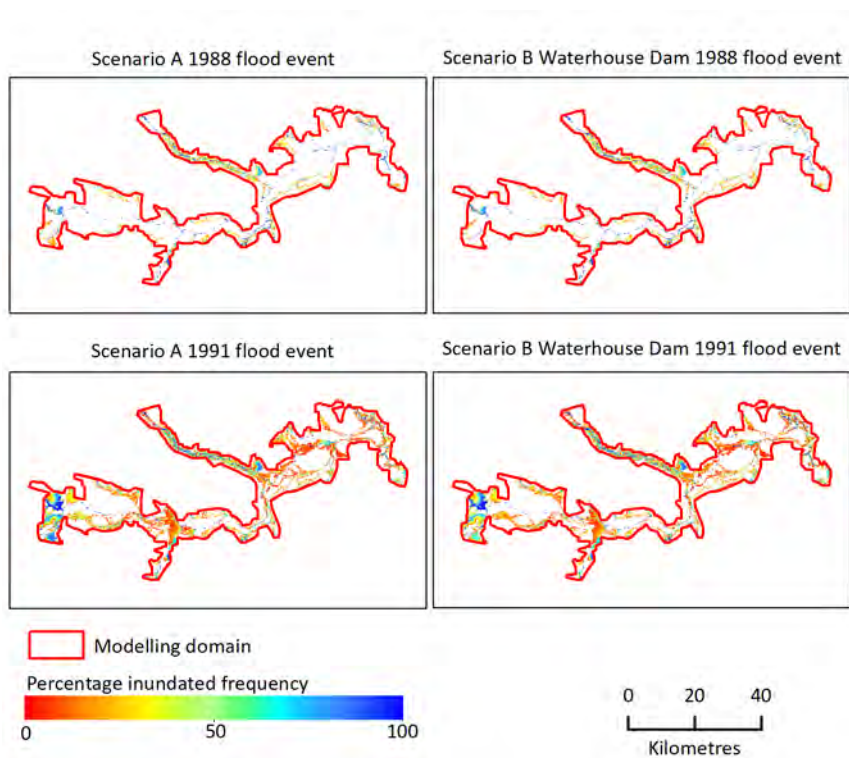 Scenario A 1988 flood event
Scenario B Waterhouse Dam 1988 flood event
Scenario A 1991 flood event
Scenario B Waterhouse Dam 1991 flood event
Modelling domain
Percentage inundated frequency
0 50 100
0 20 40
Kilometres